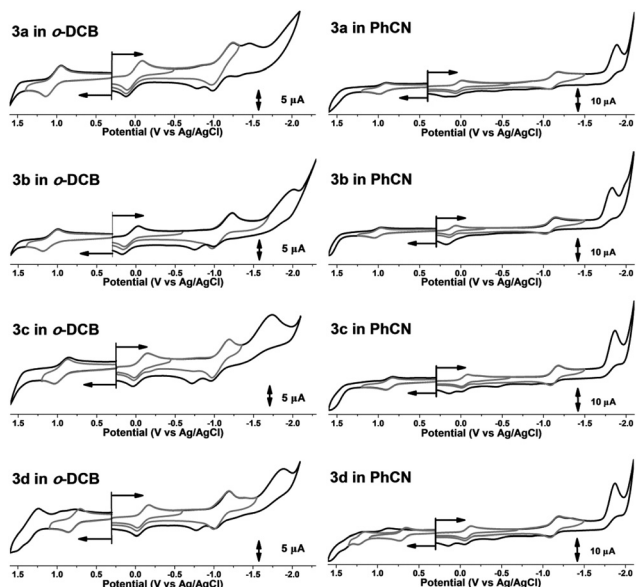 3a in o-DCB
5 µA
1.5 1.0 0.5 0.0 -0.5 -1.0 -1.5 -2.0
Potential (V vs Ag/AgCl)
3a in PhCN
10 µA
1.5 1.0 0.5 0.0 -0.5 -1.0 -1.5 -2.0
Potential (V vs Ag/AgCl)
3b in o-DCB
5 µA
1.5 1.0 0.5 0.0 -0.5 -1.0 -1.5 -2.0
Potential (V vs Ag/AgCl)
3b in PhCN
10 µA
1.5 1.0 0.5 0.0 -0.5 -1.0 -1.5 -2.0
Potential (V vs Ag/AgCl)
3c in o-DCB
5 µA
1.5 1.0 0.5 0.0 -0.5 -1.0 -1.5 -2.0
Potential (V vs Ag/AgCl)
3c in PhCN
10 µA
1.5 1.0 0.5 0.0 -0.5 -1.0 -1.5 -2.0
Potential (V vs Ag/AgCl)
3d in o-DCB
5 µA
1.5 1.0 0.5 0.0 -0.5 -1.0 -1.5 -2.0
Potential (V vs Ag/AgCl)
3d in PhCN
10 µA
1.5 1.0 0.5 0.0 -0.5 -1.0 -1.5 -2.0
Potential (V vs Ag/AgCl)